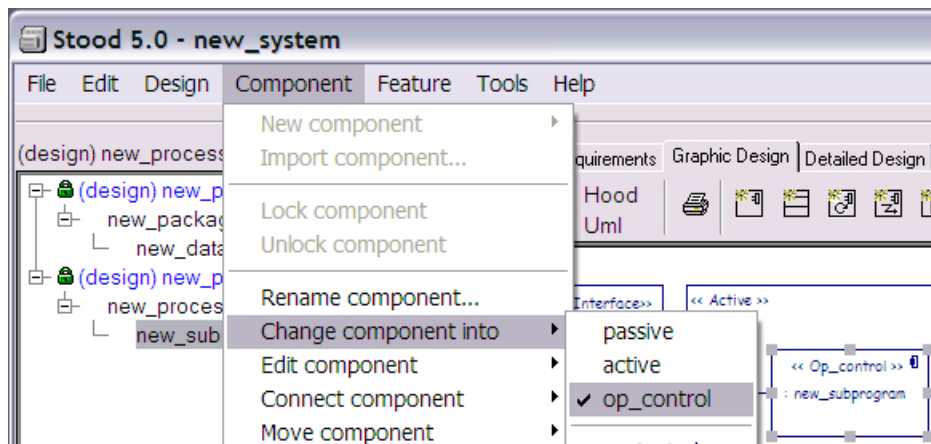 Stood 5.0 - new_system
File Edit Design Component Feature Tools Help
(design) new_process
New component
Import component...
Lock component
Unlock component
Rename component...
Change component into
Edit component
Connect component
Move component
passive
active
op_control
quirements Graphic Design Detailed Design
Hood
Uml
(design) new_p
new_packag
new_data
(design) new_p
new_proces
new_sub
Interface>>
<< Active >>
<< Op_control >>
: new_subprogram